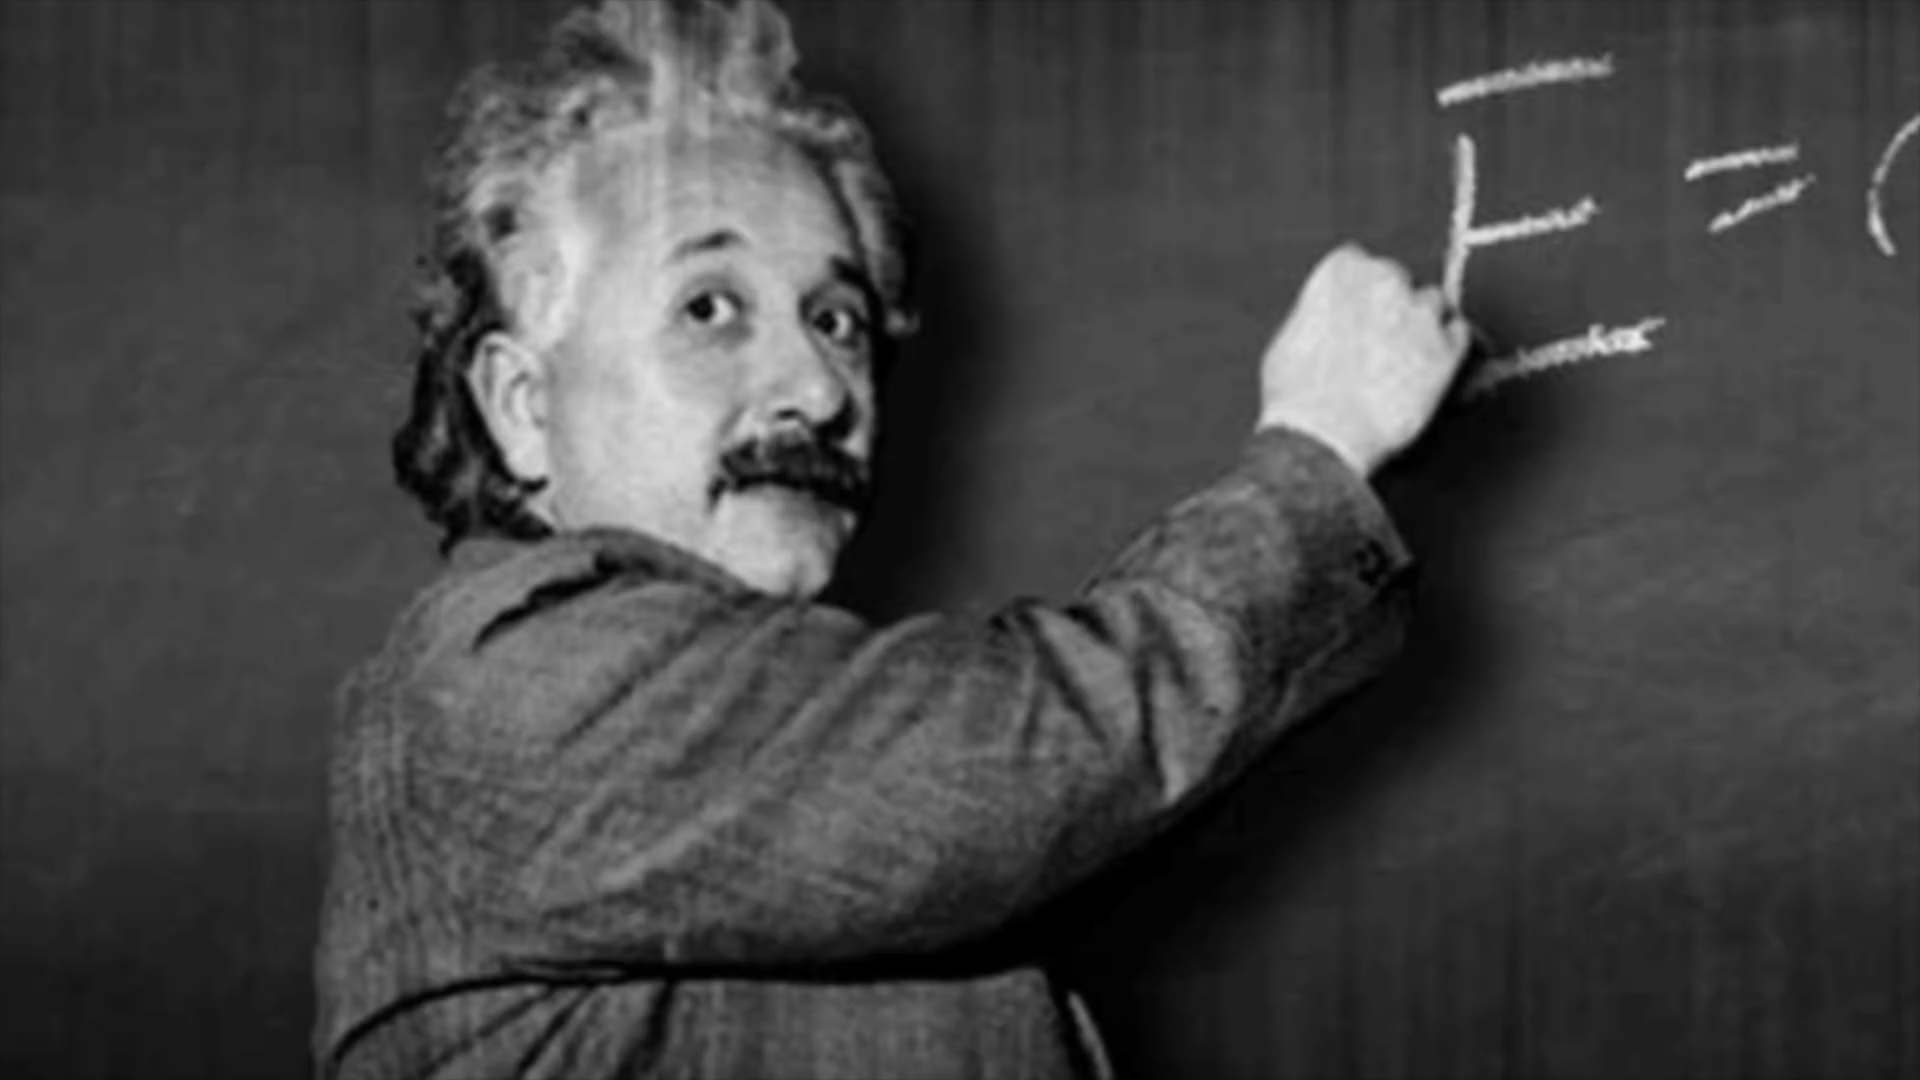 E = (